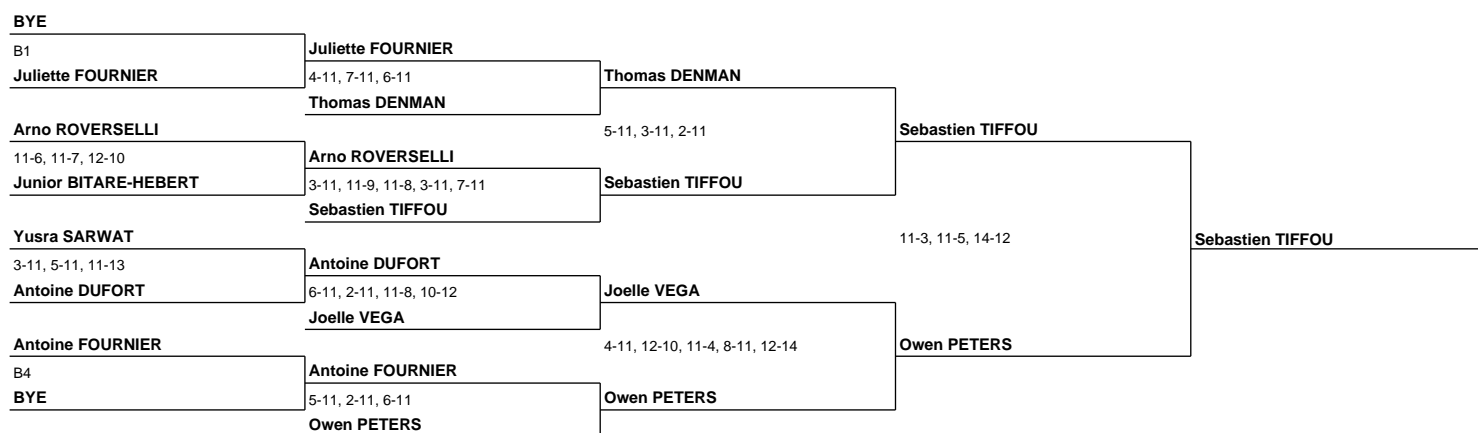 BYE
B1
Juliette FOURNIER
Juliette FOURNIER
4-11, 7-11, 6-11
Thomas DENMAN
Thomas DENMAN
Arno ROVERSELLI
11-6, 11-7, 12-10
Junior BITARE-HEBERT
Arno ROVERSELLI
3-11, 11-9, 11-8, 3-11, 7-11
Sebastien TIFFOU
5-11, 3-11, 2-11
Sebastien TIFFOU
Sebastien TIFFOU
Yusra SARWAT
3-11, 5-11, 11-13
Antoine DUFORT
Antoine DUFORT
6-11, 2-11, 11-8, 10-12
Joelle VEGA
Joelle VEGA
Antoine FOURNIER
B4
BYE
Antoine FOURNIER
5-11, 2-11, 6-11
Owen PETERS
4-11, 12-10, 11-4, 8-11, 12-14
Owen PETERS
Owen PETERS
11-3, 11-5, 14-12
Sebastien TIFFOU